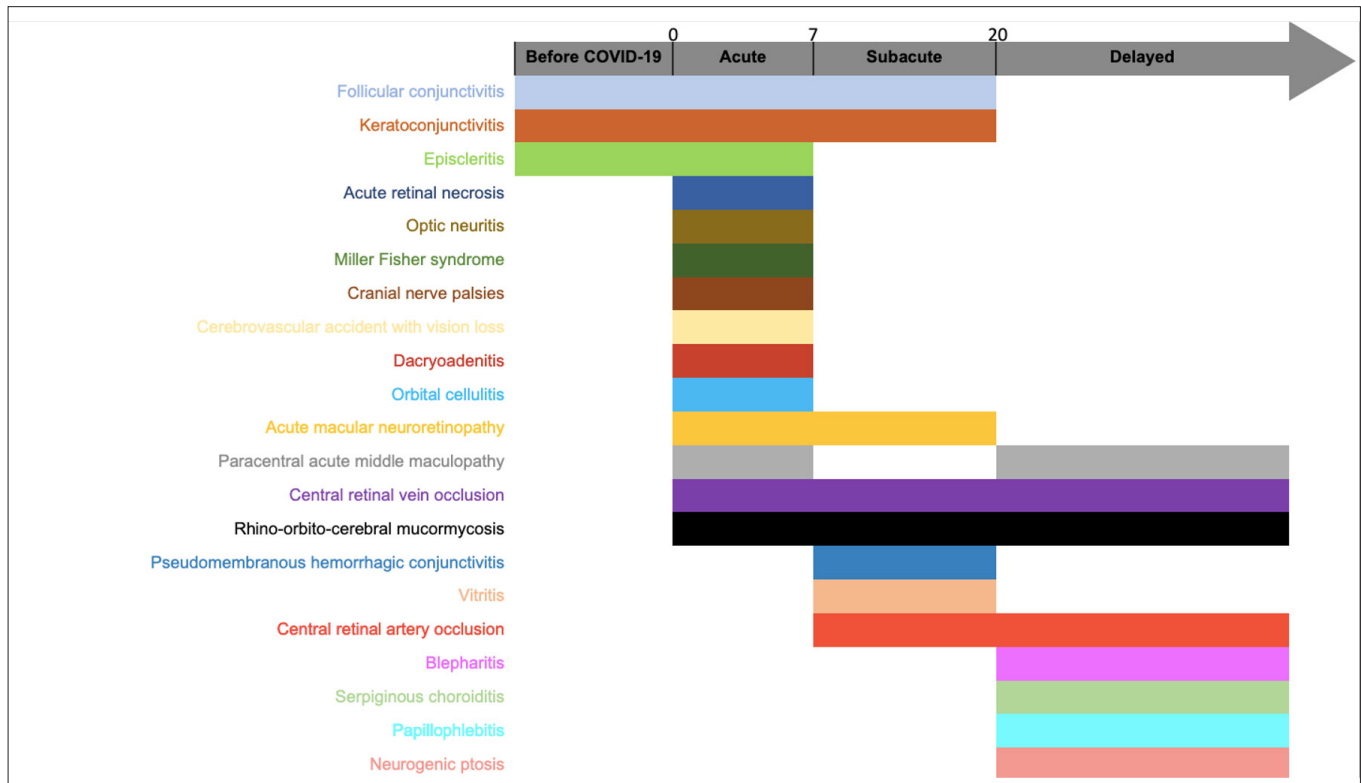 0 7 20
Before COVID-19 Acute Subacute Delayed
Follicular conjunctivitis
Keratoconjunctivitis
Episcleritis
Acute retinal necrosis
Optic neuritis
Miller Fisher syndrome
Cranial nerve palsies
Cerebrovascular accident with vision loss
Dacryoadenitis
Orbital cellulitis
Acute macular neuroretinopathy
Paracentral acute middle maculopathy
Central retinal vein occlusion
Rhino-orbito-cerebral mucormycosis
Pseudomembranous hemorrhagic conjunctivitis
Vitritis
Central retinal artery occlusion
Blepharitis
Serpiginous choroiditis
Papillophlebitis
Neurogenic ptosis